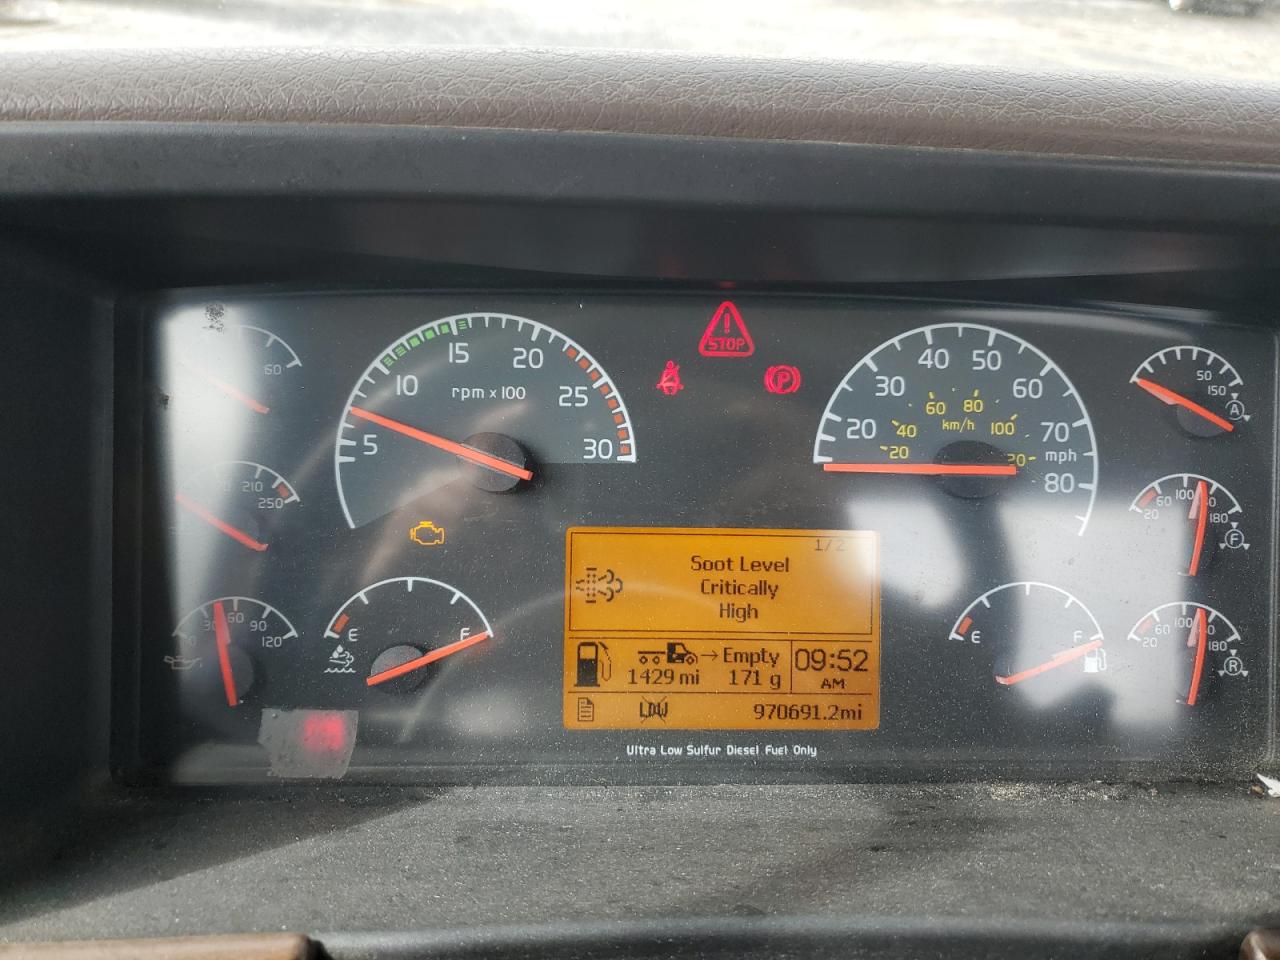 60
15
20
10
rpm x 100
25
5
30
STOP
P
40
50
30
60
20
70
80
mph
60
80
40
km/h
100
20
50
150
A
210
250
20
60
100
180
F
30
60
90
0
120
E
F
1/2
Soot Level
Critically
High
→ Empty
1429 mi
171 g
09:52
AM
LDW
970691.2mi
Ultra Low Sulfur Diesel Fuel Only
E
F
20
60
100
180
R